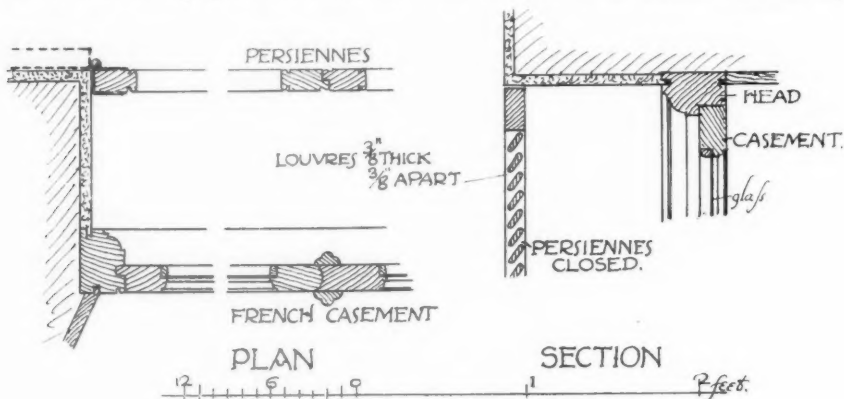 PERSIENNES
LOUVRES 3/8" THICK
3/8" APART
FRENCH CASEMENT
PLAN
HEAD
CASEMENT.
glass
PERSIENNES
CLOSED.
SECTION
12 6 0 1 2 feet.